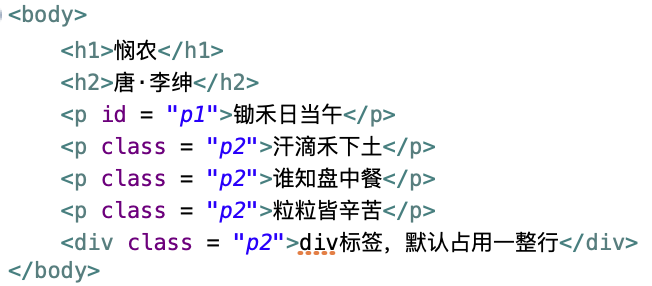 <body>
<h1>悯农</h1>
<h2>唐·李绅</h2>
<p id = "p1">锄禾日当午</p>
<p class = "p2">汗滴禾下土</p>
<p class = "p2">谁知盘中餐</p>
<p class = "p2">粒粒皆辛苦</p>
<div class = "p2">div标签，默认占用一整行</div>
</body>